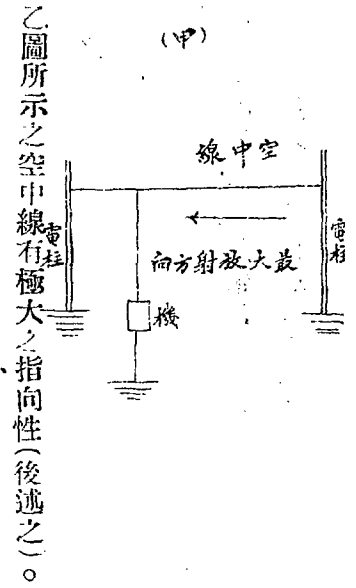 (甲)
線中空
電柱
向方射放大最
機
電柱
乙圖所示之空中線有極大之指向性(後述之)。